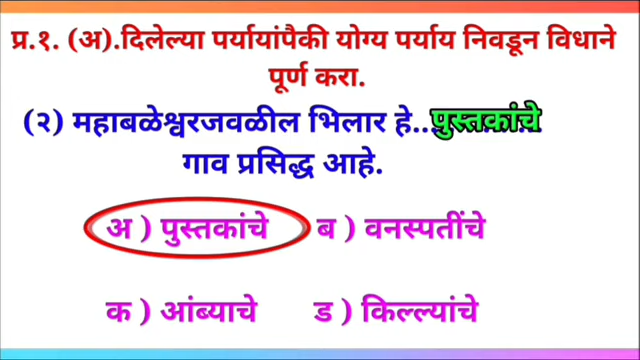 प्र.१. (अ).दिलेल्या पर्यायांपैकी योग्य पर्याय निवडून विधाने
पूर्ण करा.
(२) महाबळेश्वरजवळील भिलार हे..पुस्तकांचे
गाव प्रसिद्ध आहे.
अ ) पुस्तकांचे ब ) वनस्पतींचे
क ) आंब्याचे ड ) किल्ल्यांचे